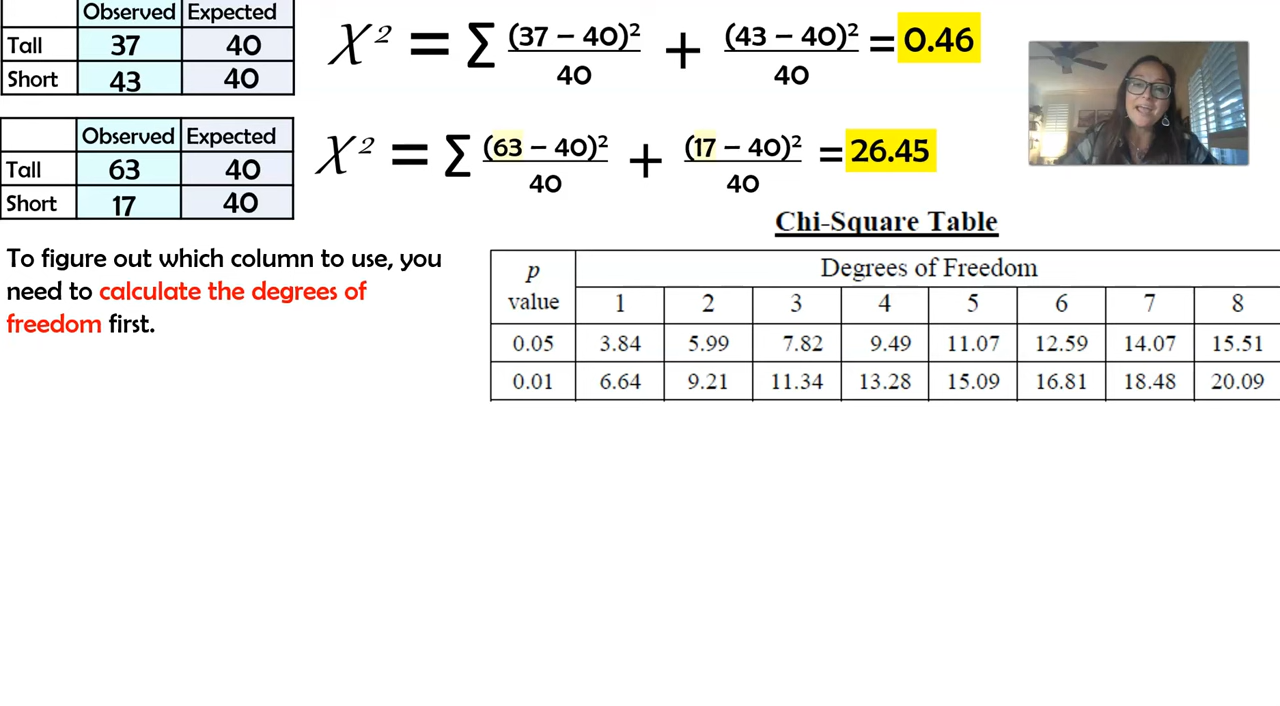 Observed Expected
Tall 37 40
Short 43 40
χ² = Σ (37 – 40)² / 40 + (43 – 40)² / 40 = 0.46
Observed Expected
Tall 63 40
Short 17 40
χ² = Σ (63 – 40)² / 40 + (17 – 40)² / 40 = 26.45
To figure out which column to use, you
need to calculate the degrees of
freedom first.
Chi-Square Table
p value Degrees of Freedom
1 2 3 4 5 6 7 8
0.05 3.84 5.99 7.82 9.49 11.07 12.59 14.07 15.51
0.01 6.64 9.21 11.34 13.28 15.09 16.81 18.48 20.09